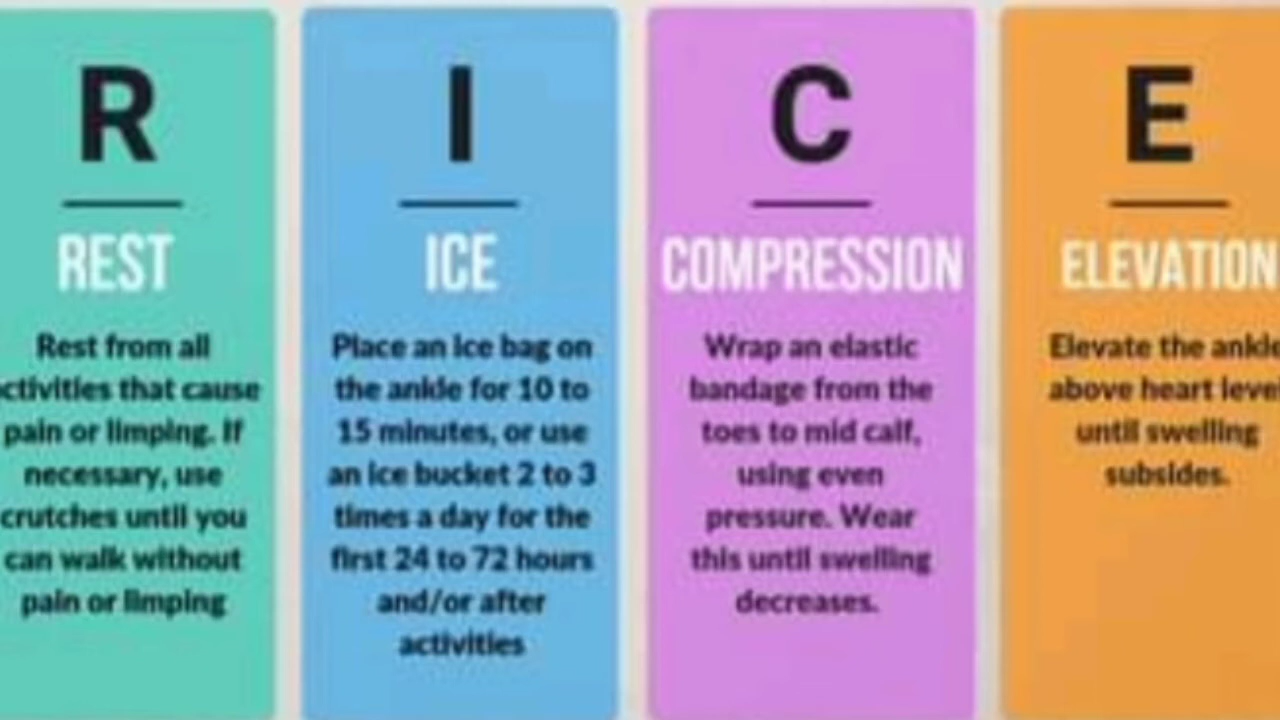 R
REST
Rest from all
ctivities that cause
pain or limping. If
necessary, use
crutches until you
can walk without
pain or limping
I
ICE
Place an ice bag on
the ankle for 10 to
15 minutes, or use
an ice bucket 2 to 3
times a day for the
first 24 to 72 hours
and/or after
activities
C
COMPRESSION
Wrap an elastic
bandage from the
toes to mid calf,
using even
pressure. Wear
this until swelling
decreases.
E
ELEVATION
Elevate the ankle
above heart level
until swelling
subsides.